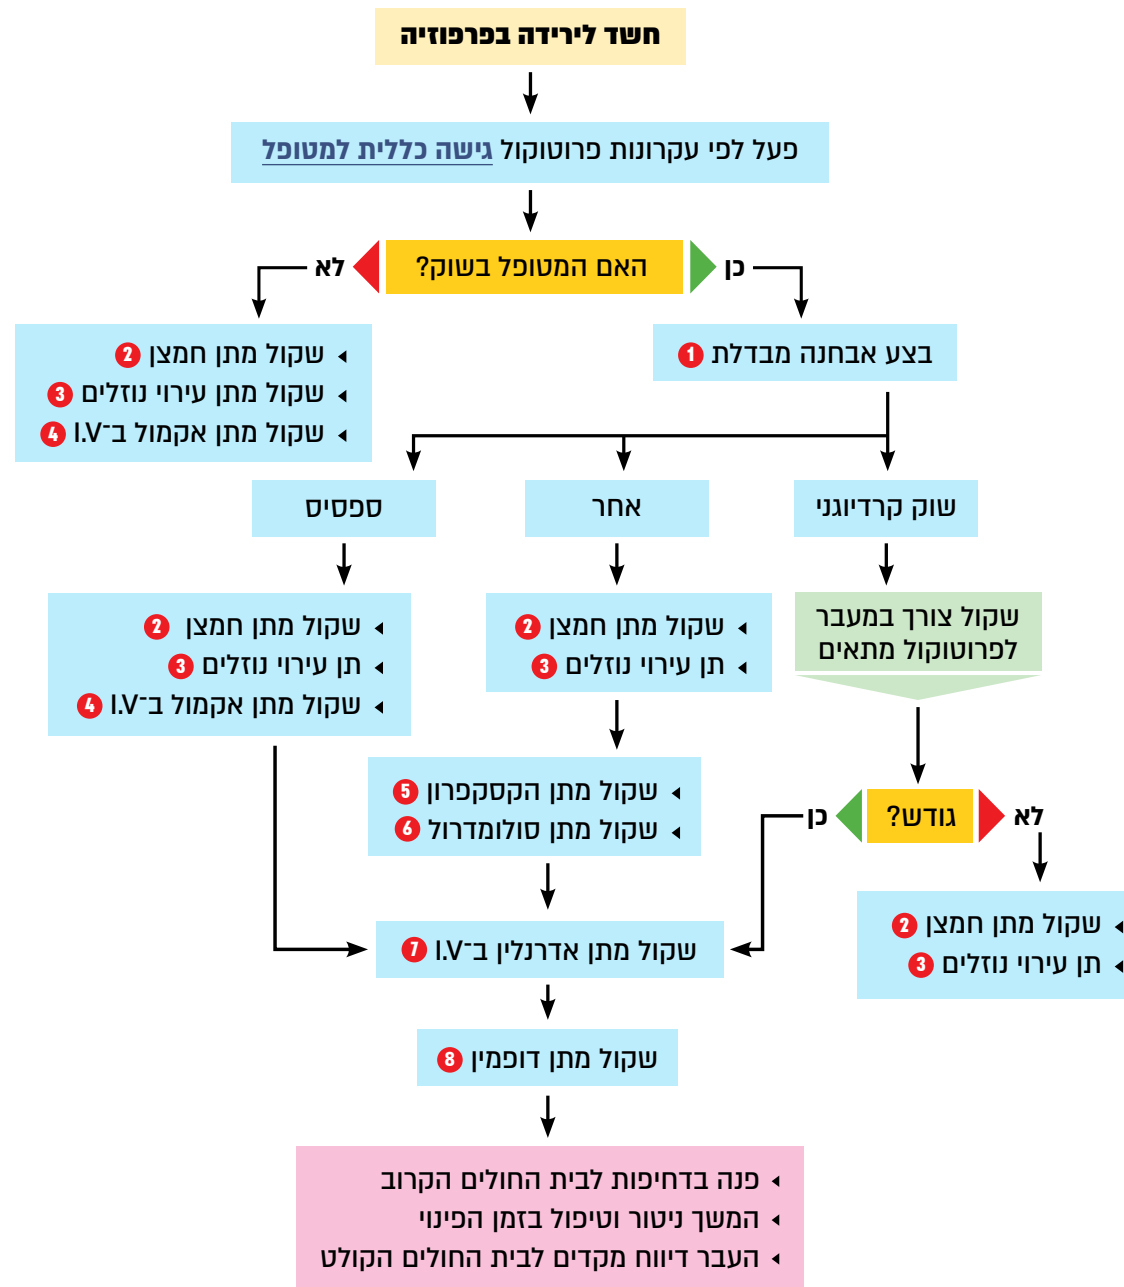 חשד לירידה בפרפוזיה
פעל לפי עקרונות פרוטוקול גישה כללית למטופל
האם המטופל בשוק?
כן
לא
בצע אבחנה מבדלת 1
שקול מתן חמצן 2
שקול מתן עירוי נוזלים 3
שקול מתן אקמול ב־I.V 4
שוק קרדיוגני
אחר
ספסיס
שקול צורך במעבר
לפרוטוקול מתאים
שקול מתן חמצן 2
תן עירוי נוזלים 3
שקול מתן חמצן 2
תן עירוי נוזלים 3
שקול מתן אקמול ב־I.V 4
שקול מתן הקסקפרון 5
שקול מתן סולומדרול 6
גודש?
לא
כן
שקול מתן חמצן 2
תן עירוי נוזלים 3
שקול מתן אדרנלין ב־I.V 7
שקול מתן דופמין 8
פנה בדחיפות לבית החולים הקרוב
המשך ניטור וטיפול בזמן הפינוי
העבר דיווח מקדים לבית החולים הקולט